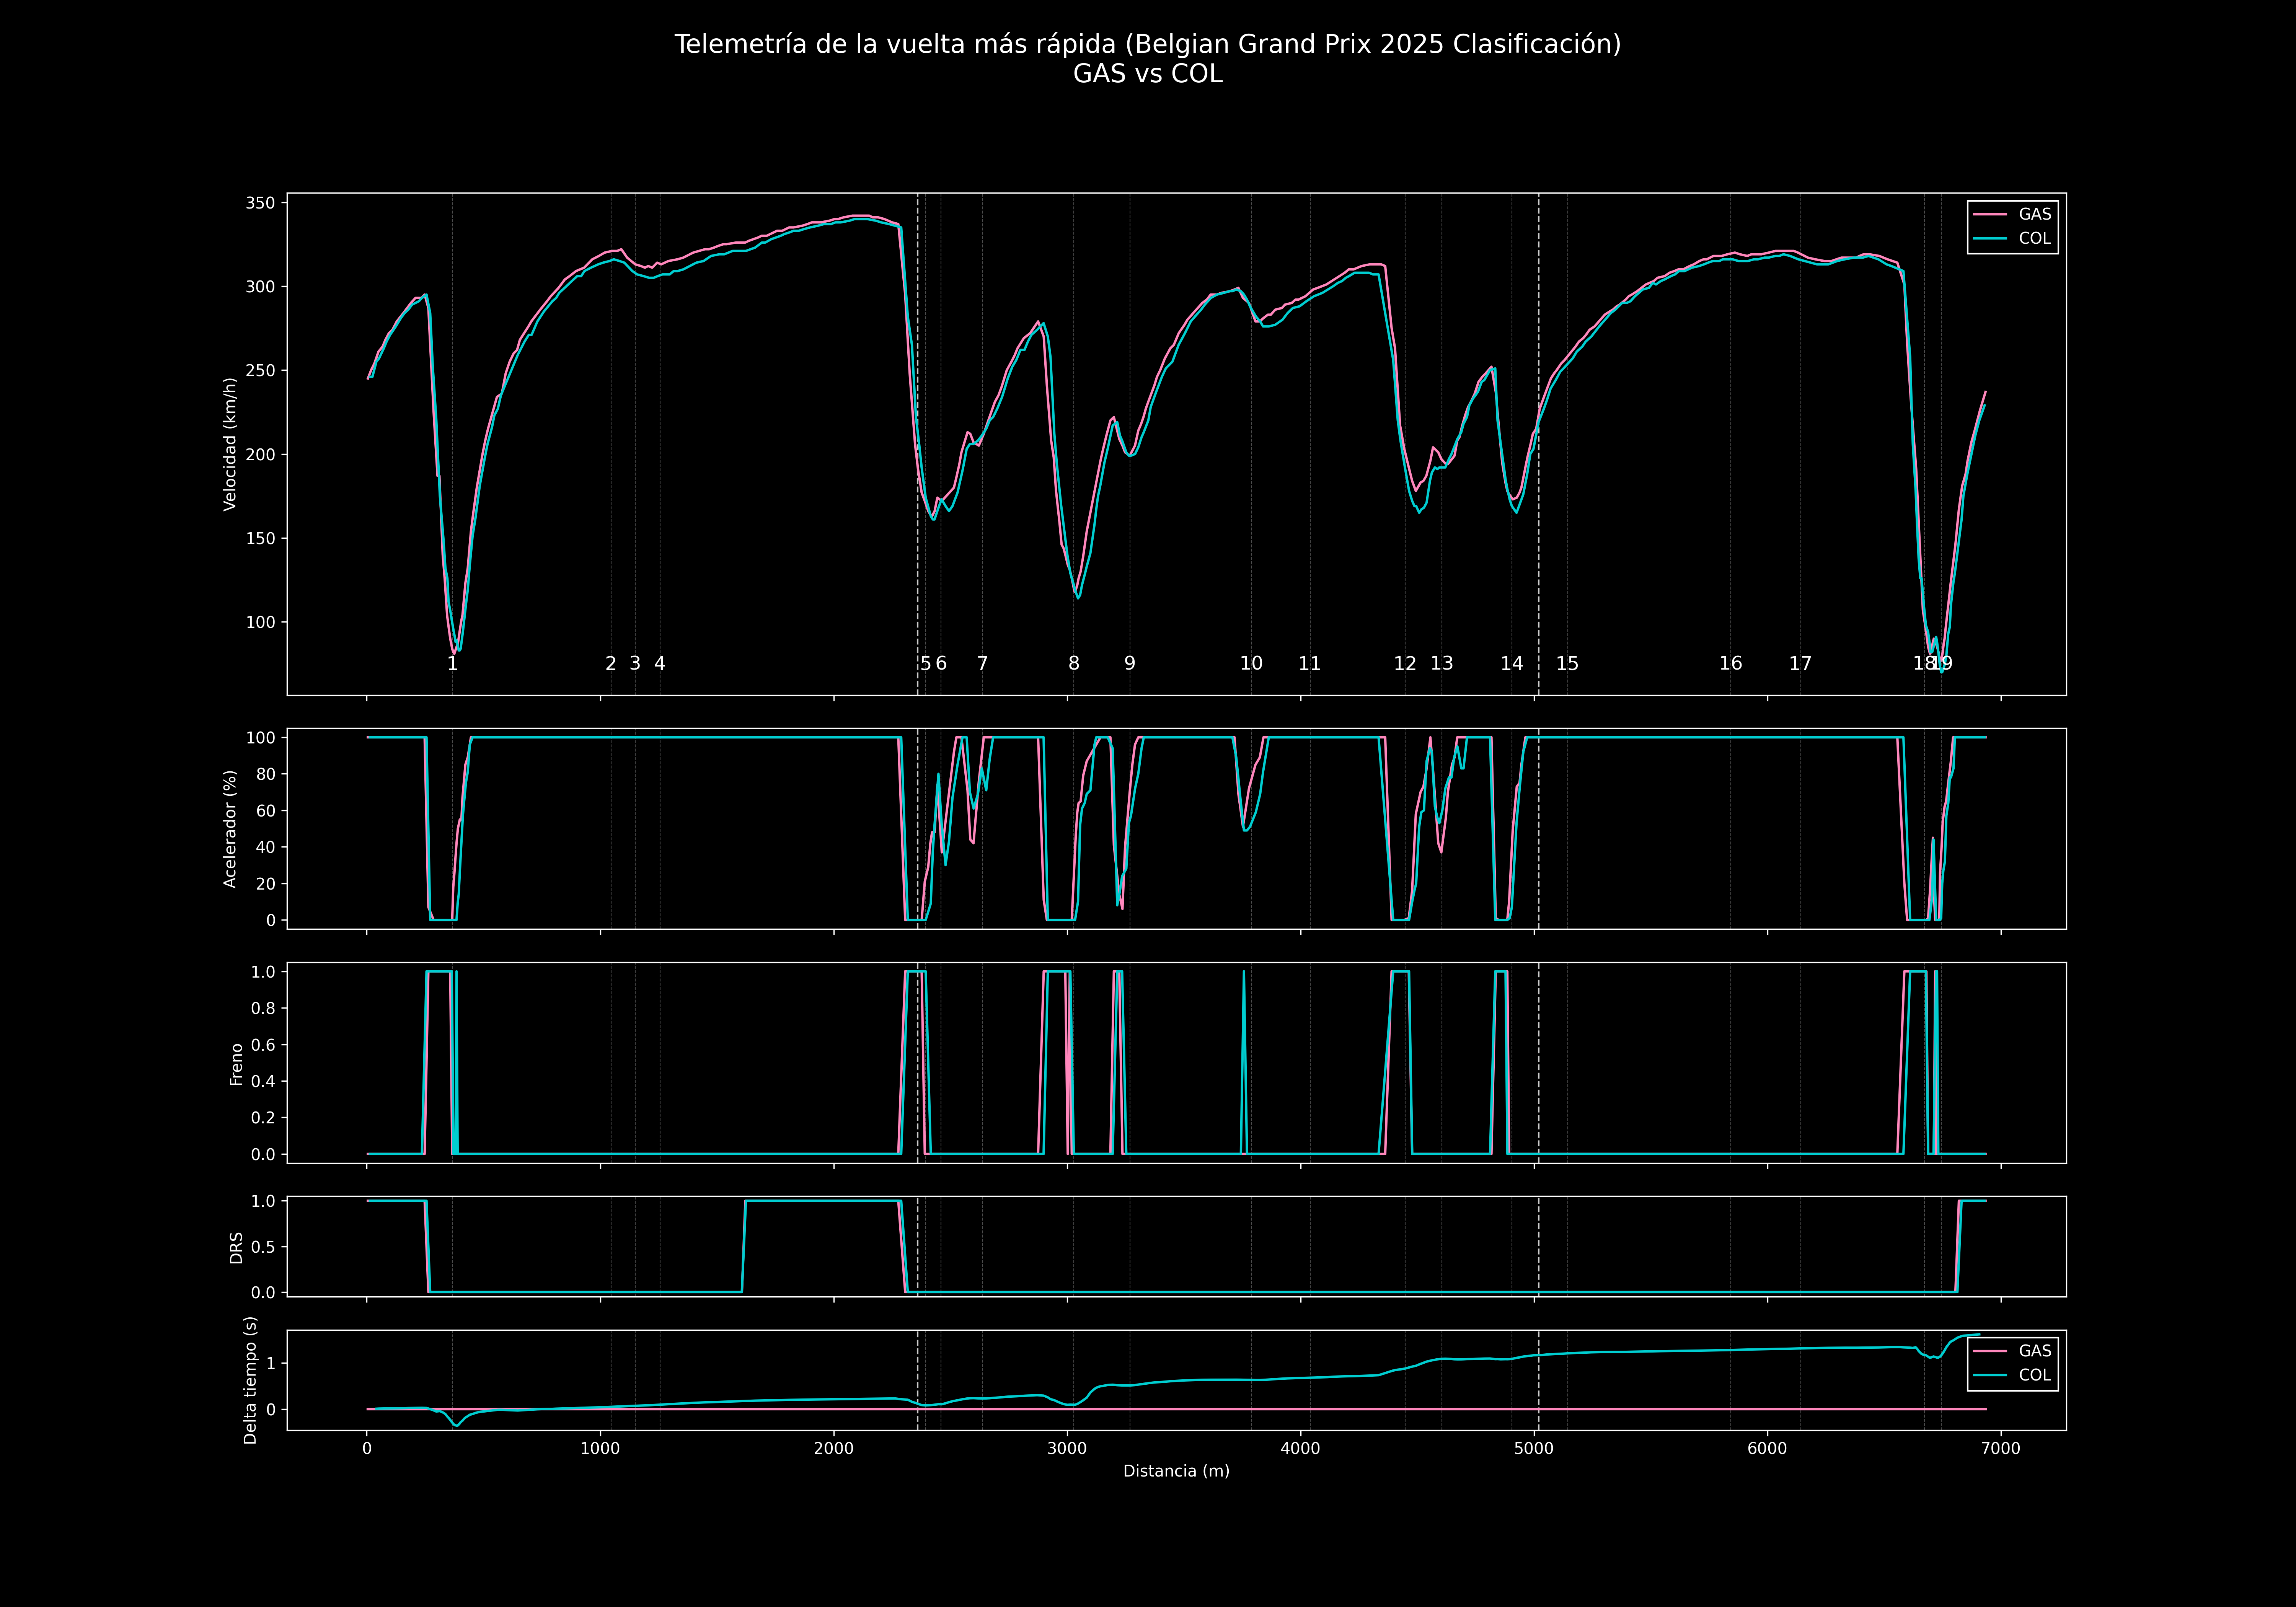 Telemetría de la vuelta más rápida (Belgian Grand Prix 2025 Clasificación)
GAS vs COL
Velocidad (km/h)
350
300
250
200
150
100
GAS
COL
1 2 3 4 5 6 7 8 9 10 11 12 13 14 15 16 17 18 19
Acelerador (%)
100
80
60
40
20
0
Freno
1.0
0.8
0.6
0.4
0.2
0.0
DRS
1.0
0.5
0.0
Delta tiempo (s)
1
0
GAS
COL
0 1000 2000 3000 4000 5000 6000 7000
Distancia (m)